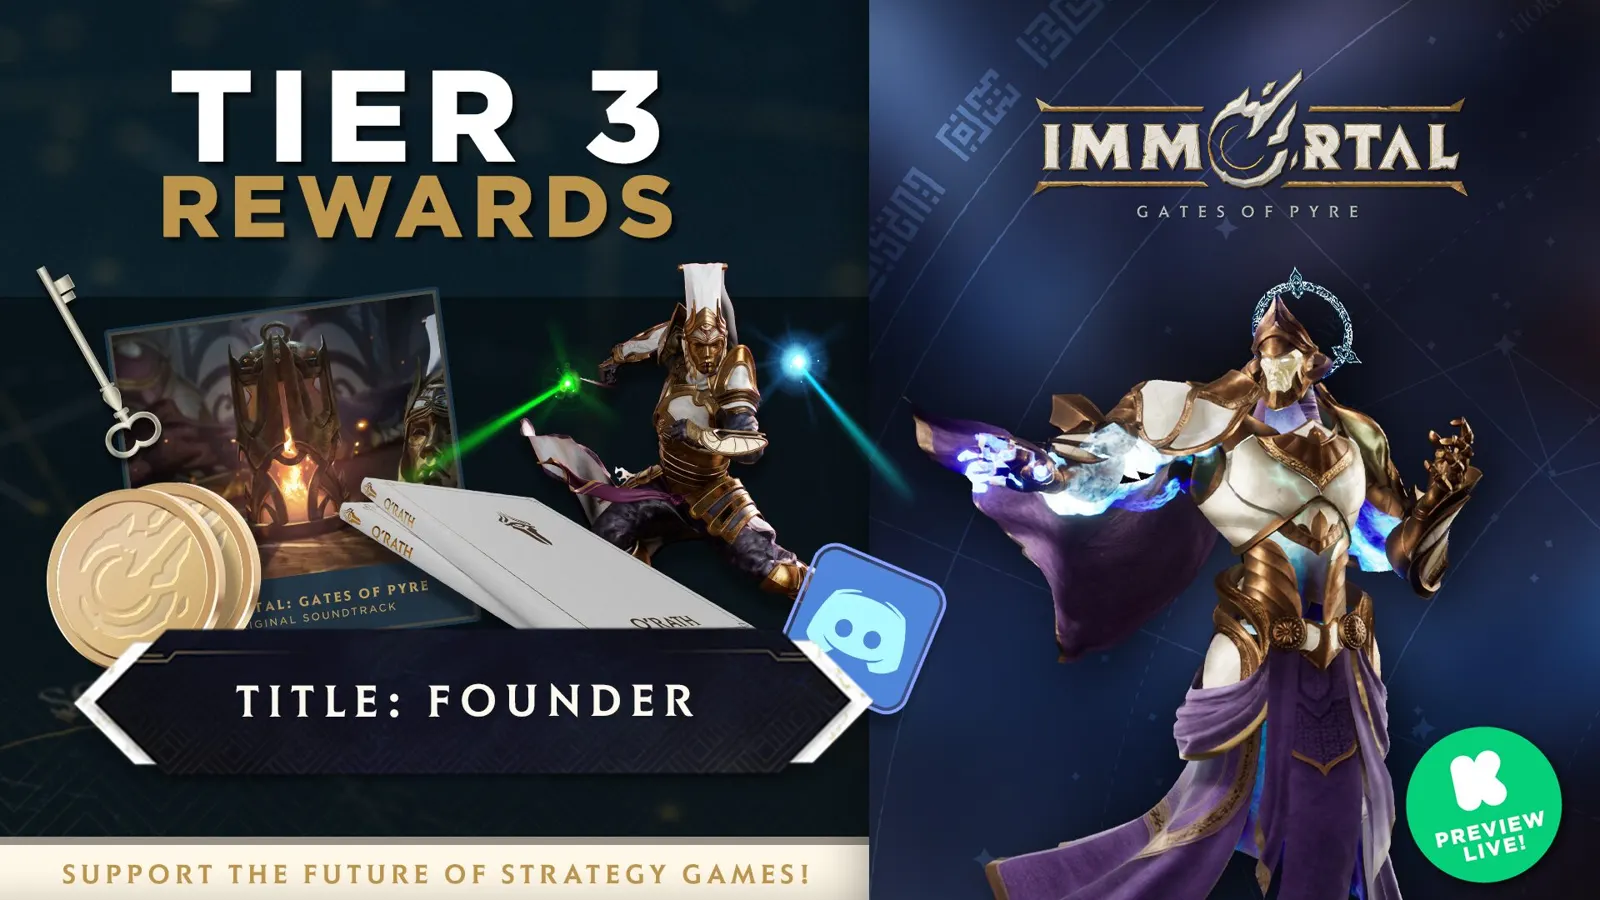 TIER 3
REWARDS
IMMORTAL
GATES OF PYRE
O'RATH
O'RATH
O'RATH
TAL: GATES OF PYRE
IGINAL SOUNDTRACK
TITLE: FOUNDER
SUPPORT THE FUTURE OF STRATEGY GAMES!
K
PREVIEW
LIVE!